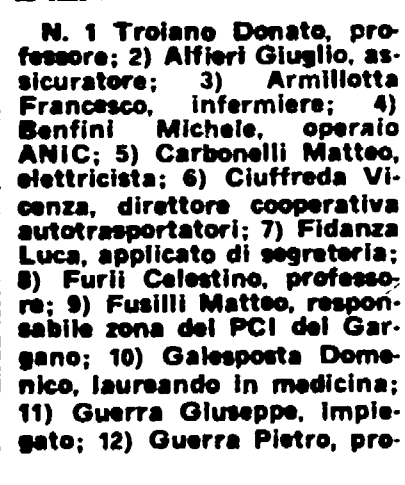 N. 1 Troiano Donato, pro-
fessore; 2) Alfieri Giuglio, as-
sicuratore; 3) Armillotta
Francesco, infermiere; 4)
Benfini Michele, operaio
ANIC; 5) Carbonelli Matteo,
elettricista; 6) Ciuffreda Vi-
cenza, direttore cooperativa
autotrasportatori; 7) Fidanza
Luca, applicato di segreteria;
8) Furii Celestino, professo-
re; 9) Fusilli Matteo, respon-
sabile zona del PCI del Gar-
gano; 10) Galesposta Dome-
nico, laureando in medicina;
11) Guerra Giuseppe, impie-
gato; 12) Guerra Pietro, pro-